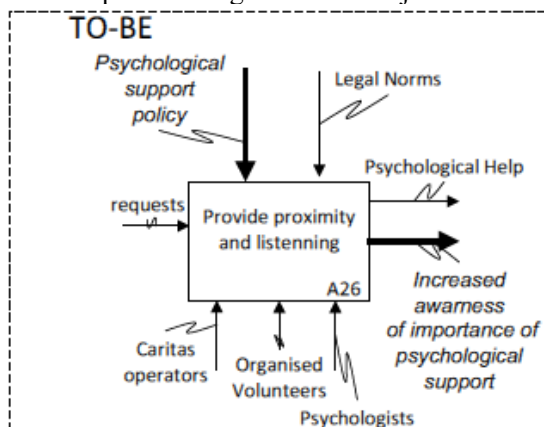 TO-BE
Psychological
support
policy
Legal Norms
Psychological Help
requests
Provide proximity
and listenning
A26
Increased
awarness
of importance of
psychological
support
Caritas
operators
Organised
Volunteers
Psychologists